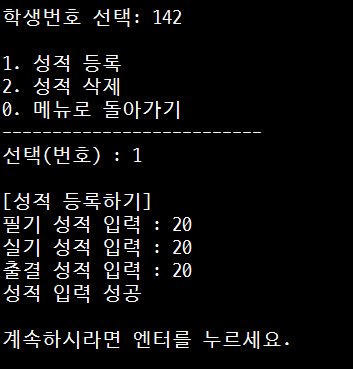 학생번호 선택: 142
1. 성적 등록
2. 성적 삭제
0. 메뉴로 돌아가기
--------------------------
선택(번호) : 1
[성적 등록하기]
필기 성적 입력 : 20
실기 성적 입력 : 20
출결 성적 입력 : 20
성적 입력 성공
계속하시라면 엔터를 누르세요.